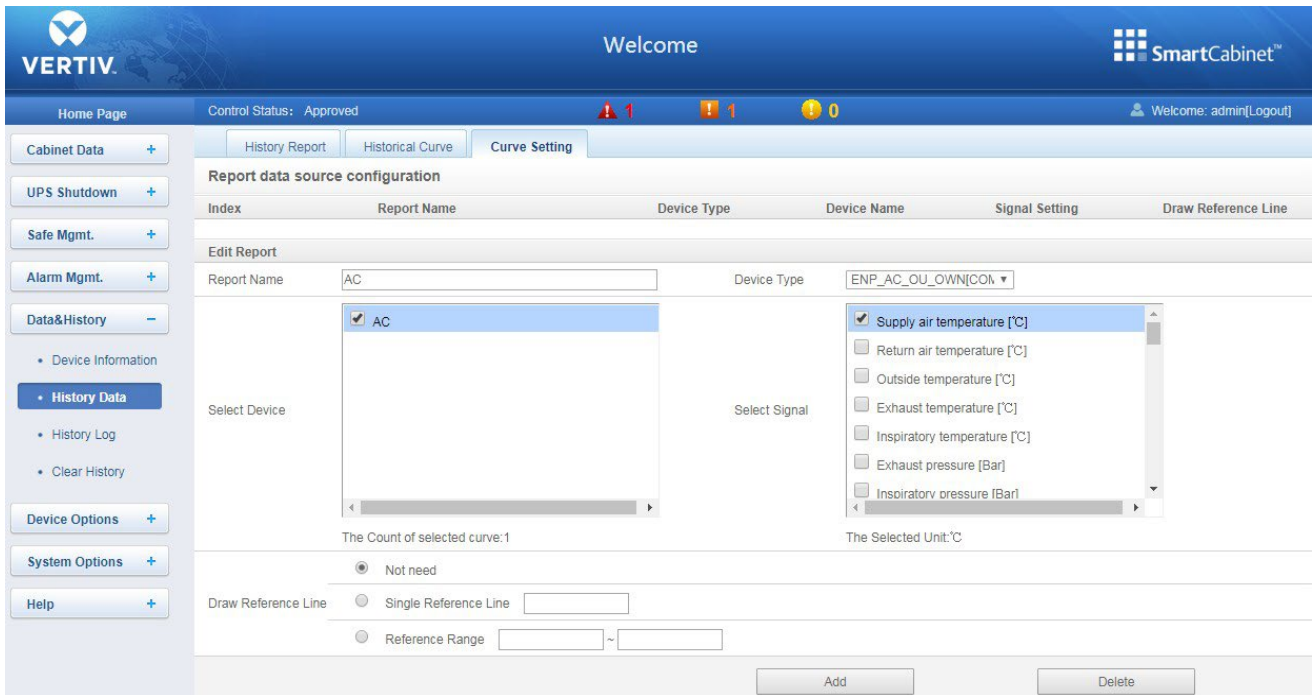 VERTIV.
Welcome
SmartCabinet™
Home Page
Control Status: Approved
1
1
0
Welcome: admin[Logout]
Cabinet Data +
UPS Shutdown +
Safe Mgmt. +
Alarm Mgmt. +
Data&History −
• Device Information
• History Data
• History Log
• Clear History
Device Options +
System Options +
Help +
History Report Historical Curve Curve Setting
Report data source configuration
Index Report Name Device Type Device Name Signal Setting Draw Reference Line
Edit Report
Report Name AC Device Type ENP_AC_OU_OWN[COM
Select Device
AC
Select Signal
Supply air temperature [℃]
Return air temperature [℃]
Outside temperature [℃]
Exhaust temperature [℃]
Inspiratory temperature [℃]
Exhaust pressure [Bar]
Inspiratory pressure [Bar]
The Count of selected curve:1 The Selected Unit:℃
Draw Reference Line
Not need
Single Reference Line
Reference Range ~
Add Delete